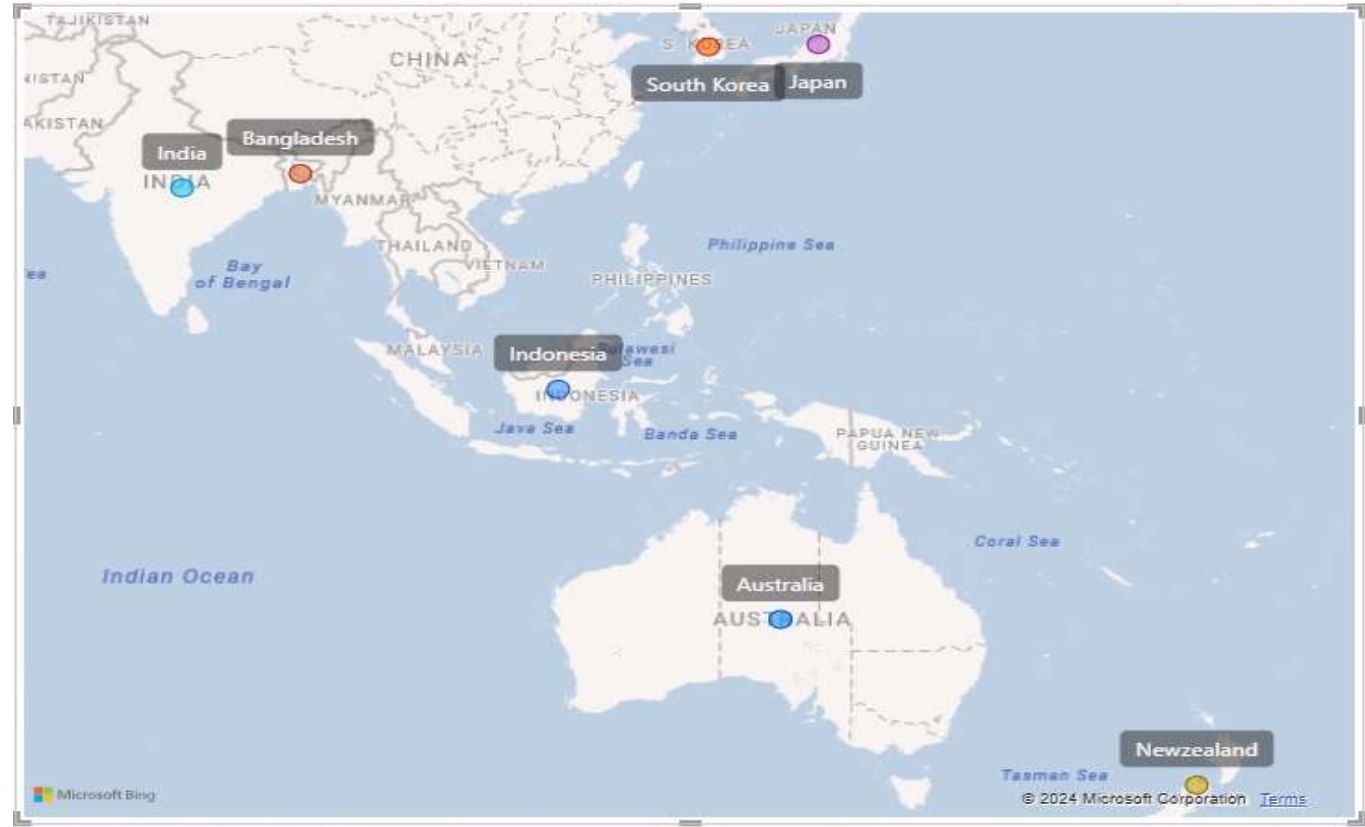 TAJIKISTAN
JAPAN
S. KOREA
CHINA
South Korea
Japan
AKISTAN
Bangladesh
India
INDIA
MYANMAR
THAILAND
VIETNAM
Philippine Sea
Bay
of Bengal
PHILIPPINES
MALAYSIA
Indonesia
Sea
INDONESIA
Java Sea
Banda Sea
PAPUA NEW
GUINEA
Coral Sea
Indian Ocean
Australia
AUSTRALIA
Newzealand
Tasman Sea
Microsoft Bing
© 2024 Microsoft Corporation Terms